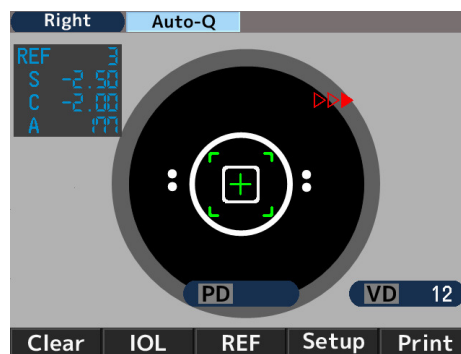 Right Auto-Q
REF 3
S -2.50
C -2.00
A 177
PD
VD 12
Clear IOL REF Setup Print